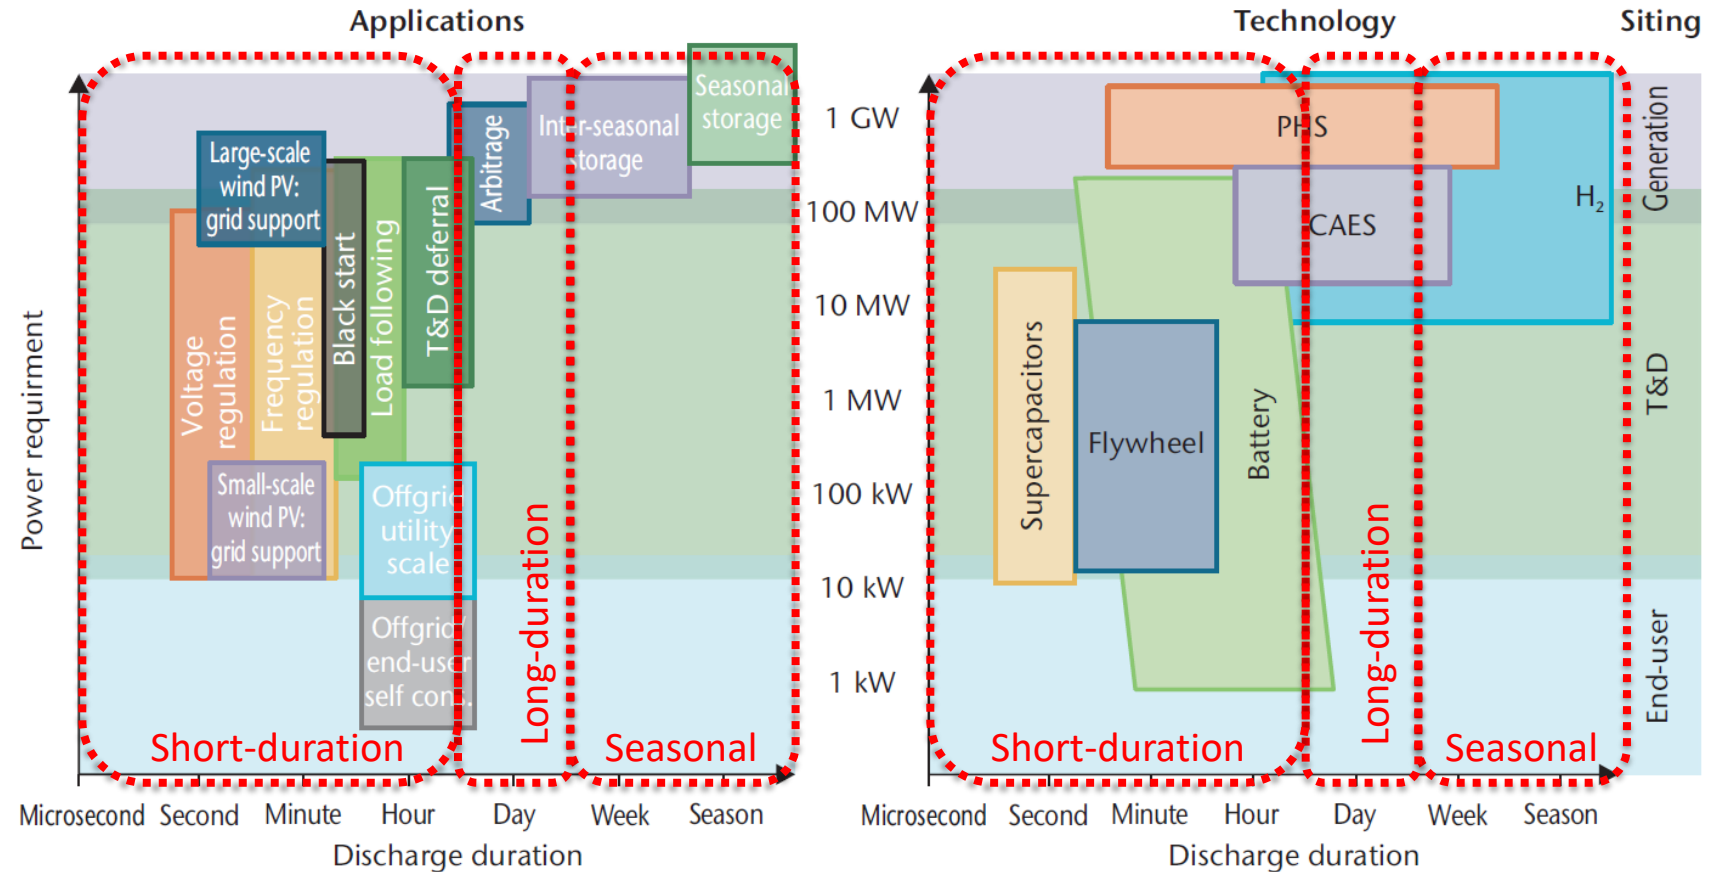 Applications
Technology
Siting
Power requirment
Large-scale
wind PV:
grid support
Voltage
regulation
Frequency
regulation
Small-scale
wind PV:
grid support
Black start
Load following
T&D deferral
Arbitrage
Inter-seasonal
storage
Seasonal
storage
Offgrid/
utility
scale
Offgrid/
end-user
self cons.
Short-duration
Long-duration
Seasonal
Microsecond
Second
Minute
Hour
Day
Week
Season
Discharge duration
1 GW
100 MW
10 MW
1 MW
100 kW
10 kW
1 kW
PHS
CAES
H₂
Supercapacitors
Flywheel
Battery
Short-duration
Long-duration
Seasonal
Microsecond
Second
Minute
Hour
Day
Week
Season
Discharge duration
Generation
T&D
End-user